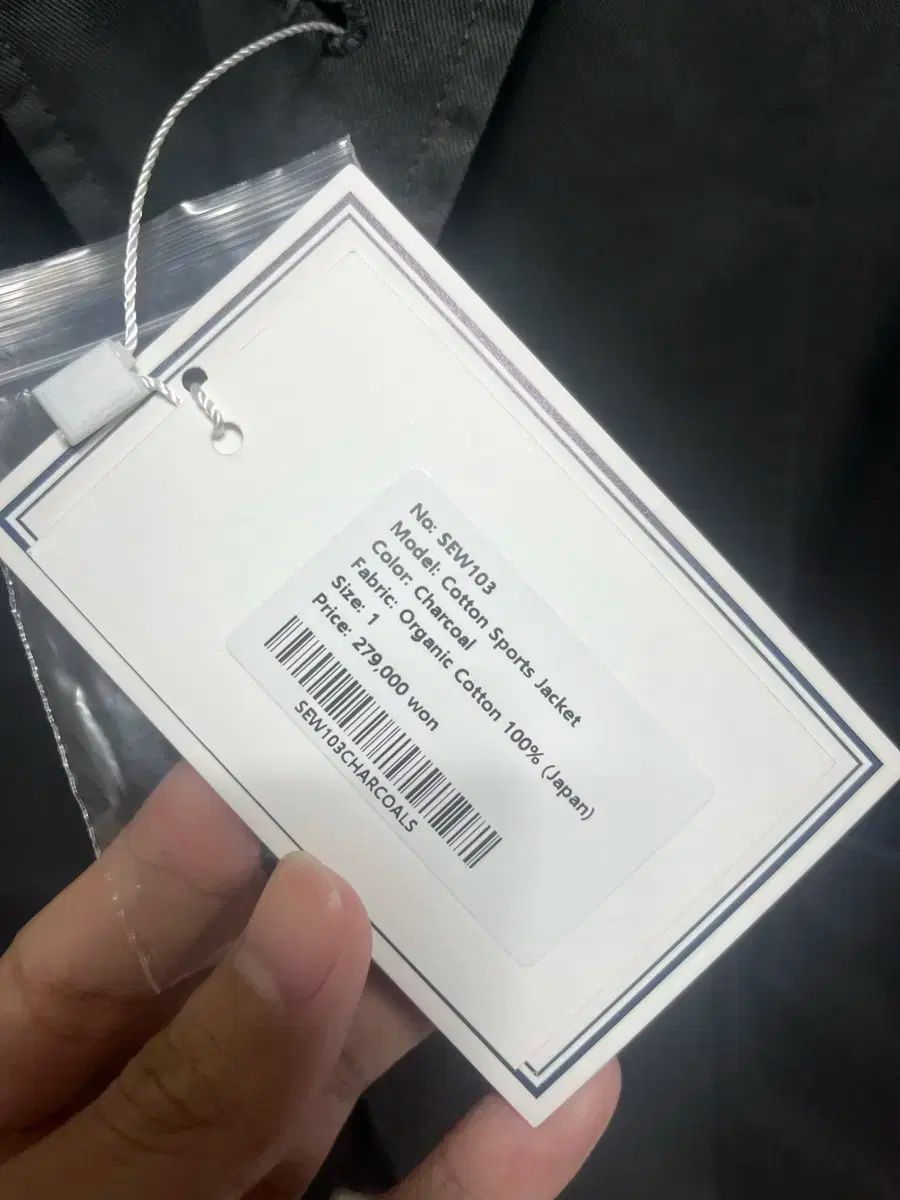 No: SEW103
Model: Cotton Sports Jacket
Color: Charcoal
Fabric: Organic Cotton 100% (Japan)
Size: 1
Price: 279.000 won
SEW103CHARCOALS